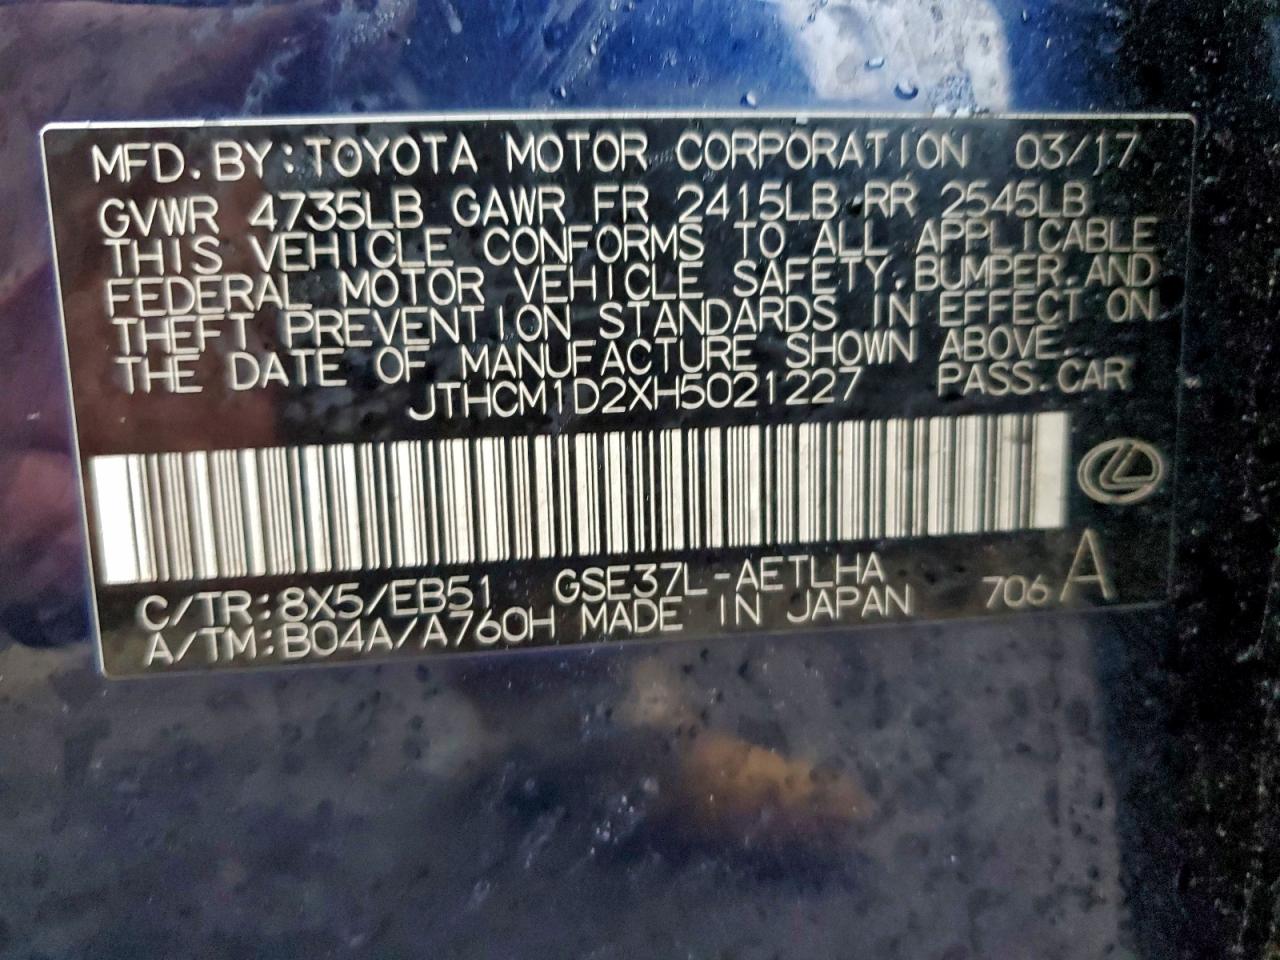 MFD. BY: TOYOTA MOTOR CORPORATION 03/17
GVWR 4735LB GAWR FR 2415LB RR 2545LB
THIS VEHICLE CONFORMS TO ALL APPLICABLE
FEDERAL MOTOR VEHICLE SAFETY, BUMPER, AND
THEFT PREVENTION STANDARDS IN EFFECT ON
THE DATE OF MANUFACTURE SHOWN ABOVE.
JTHCM1D2XH5021227 PASS. CAR
C/TR: 8X5/EB51 GSE37L-AETLHA
A/TM: B04A/A760H MADE IN JAPAN 706 A